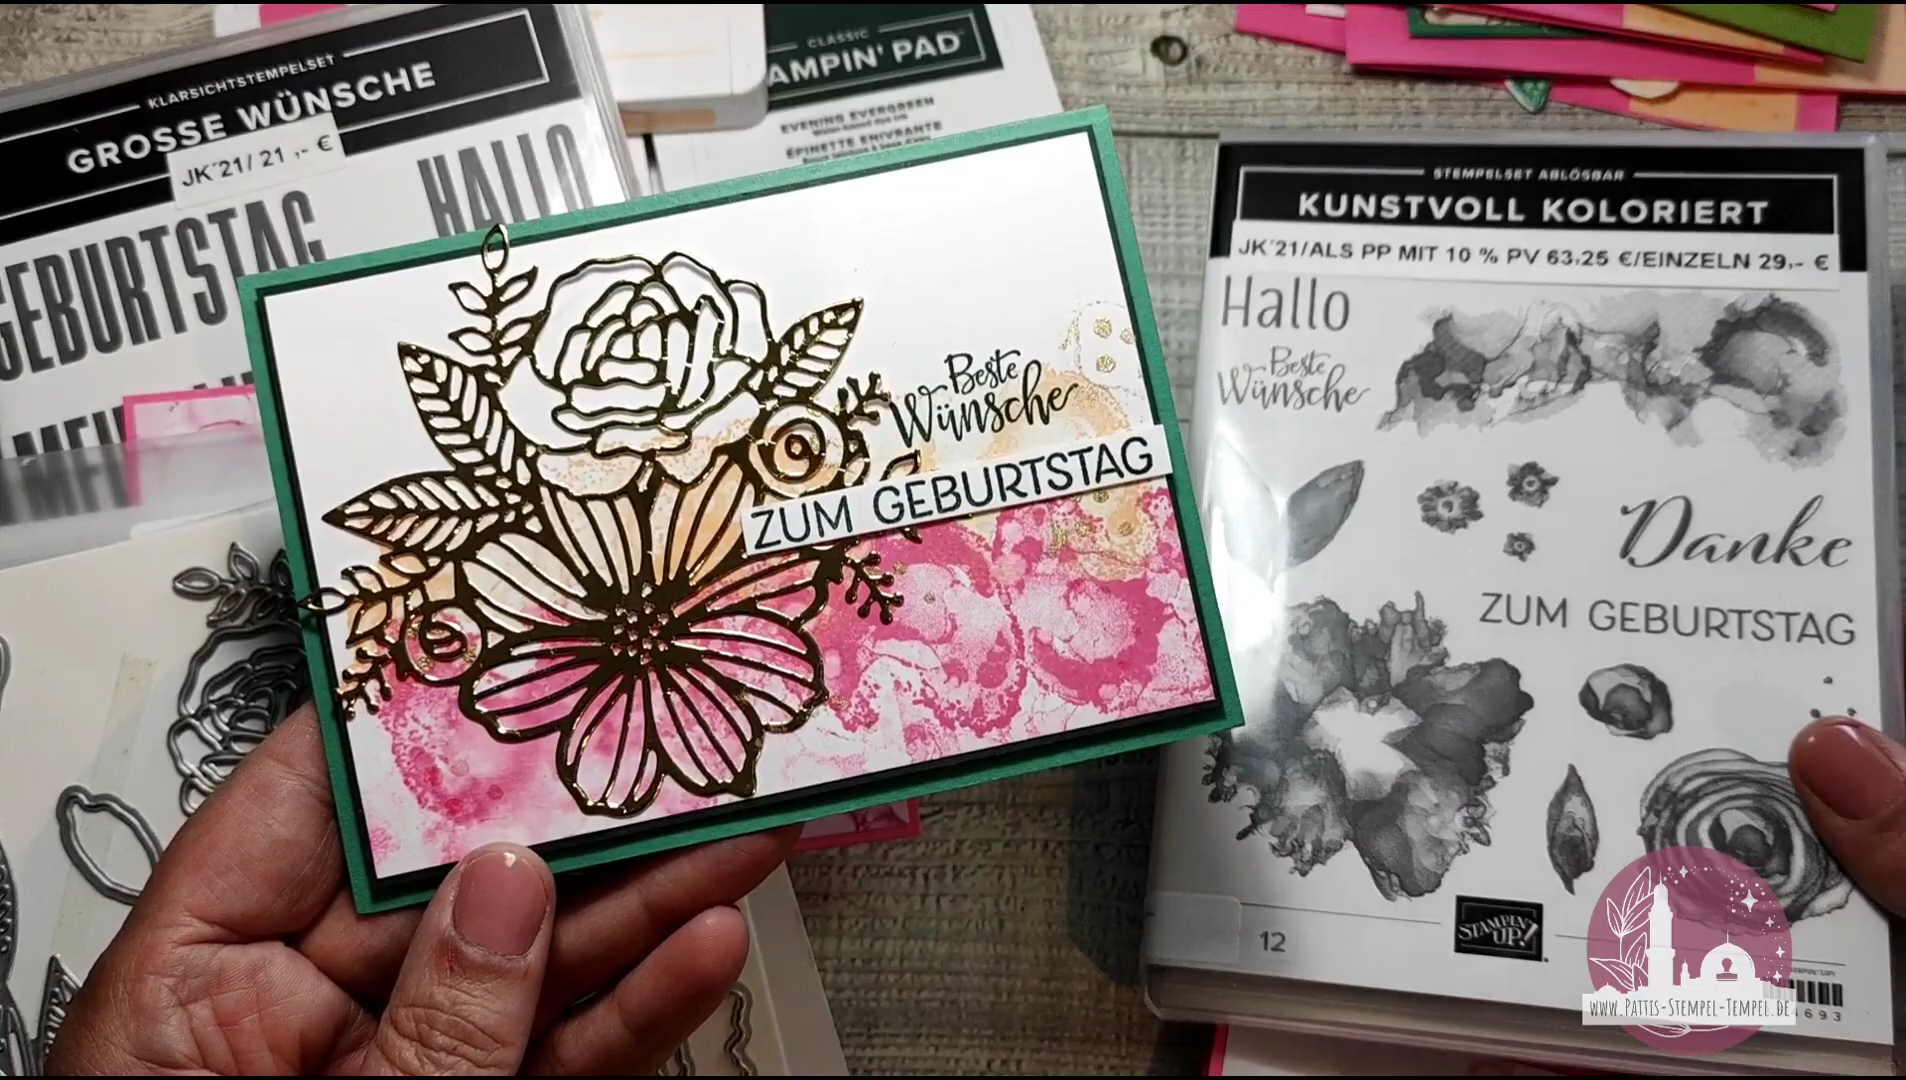 KLARSICHTSTEMPELSET
GROSSE WÜNSCHE
JK´21/ 21 ,- €
GEBURTSTAG
HALLO
CLASSIC
AMPIN' PAD
EVENING EVERGREEN
ÉPINETTE ENIVRANTE
Beste
Wünsche
ZUM GEBURTSTAG
STEMPELSET ABLÖSBAR
KUNSTVOLL KOLORIERT
JK´21/ALS PP MIT 10 % PV 63,25 €/EINZELN 29,- €
Hallo
Beste
Wünsche
Danke
ZUM GEBURTSTAG
STAMPIN' UP!
12
www.Pattis-Stempel-Tempel.de